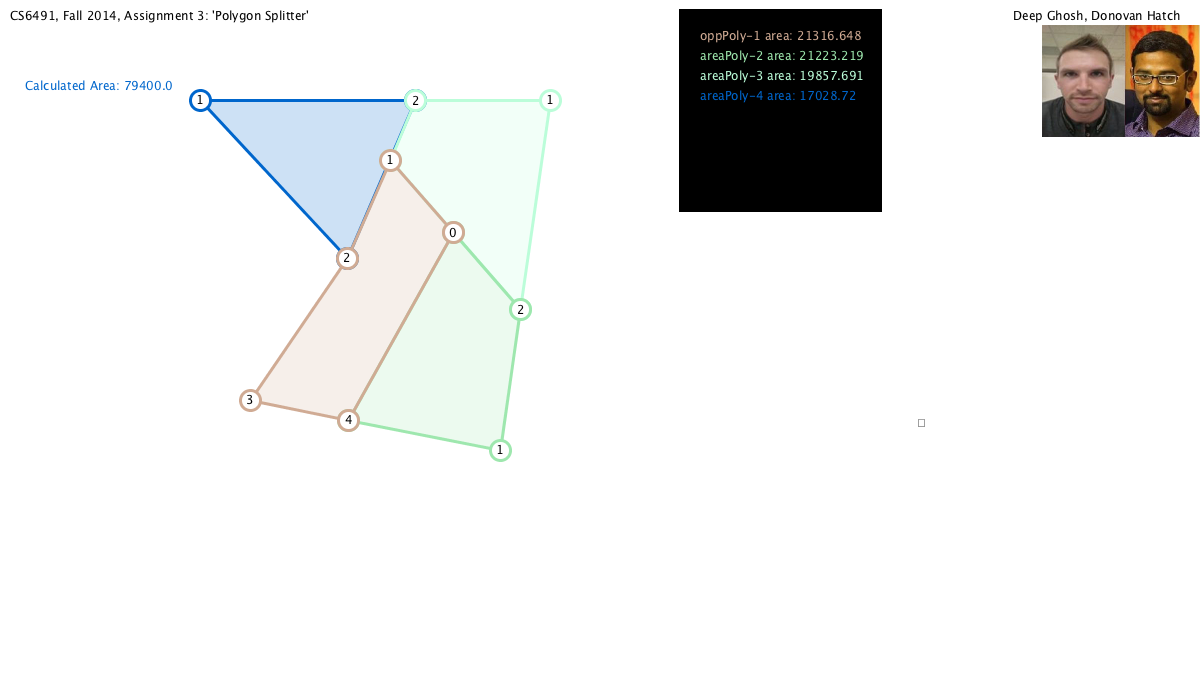 CS6491, Fall 2014, Assignment 3: 'Polygon Splitter'
Deep Ghosh, Donovan Hatch
oppPoly-1 area: 21316.648
areaPoly-2 area: 21223.219
areaPoly-3 area: 19857.691
areaPoly-4 area: 17028.72
Calculated Area: 79400.0
1
2
1
1
0
2
2
3
4
1